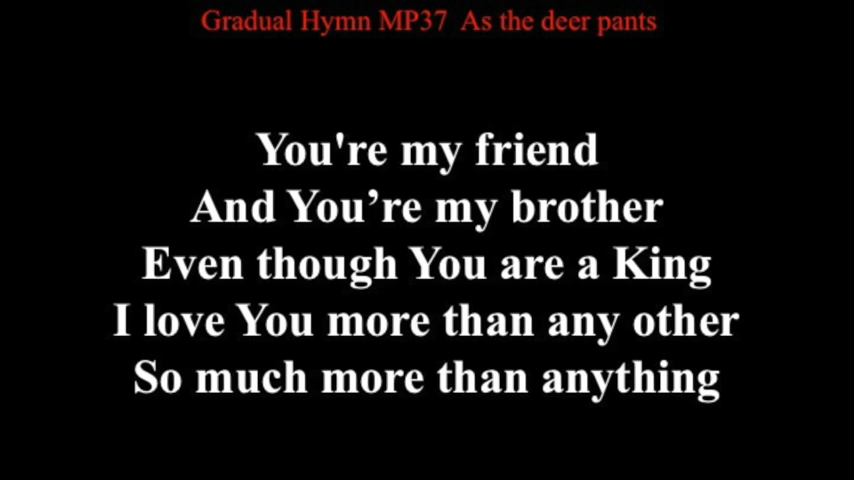 Gradual Hymn MP37  As the deer pants
You're my friend
And You’re my brother
Even though You are a King
I love You more than any other
So much more than anything